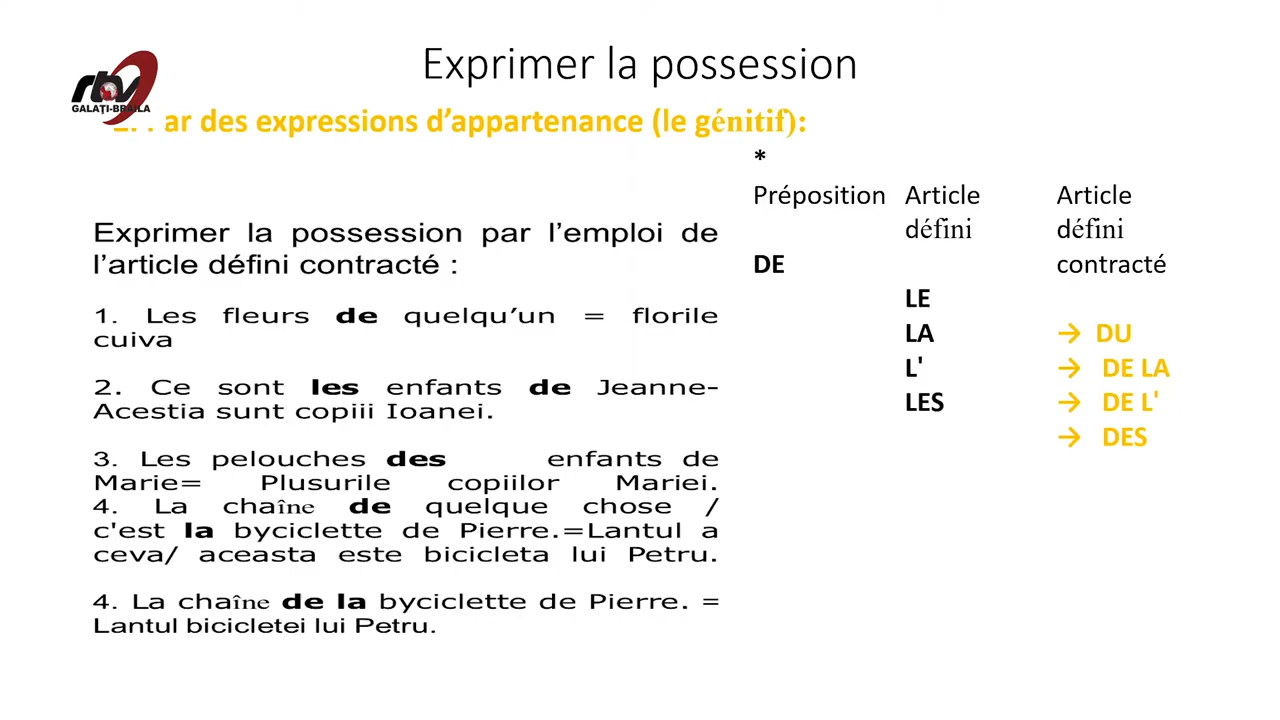 Exprimer la possession
rtv
GALAȚI-BRAILA
ar des expressions d'appartenance (le génitif):
*
Préposition Article Article
défini défini
DE contracté
LE
LA → DU
L' → DE LA
LES → DE L'
→ DES
Exprimer la possession par l'emploi de
l'article défini contracté :
1. Les fleurs de quelqu'un = florile
cuiva
2. Ce sont les enfants de Jeanne-
Acestia sunt copiii Ioanei.
3. Les pelouches des enfants de
Marie= Plusurile copiilor Mariei.
4. La chaîne de quelque chose /
c'est la byciclette de Pierre.=Lantul a
ceva/ aceasta este bicicleta lui Petru.
4. La chaîne de la byciclette de Pierre. =
Lantul bicicletei lui Petru.